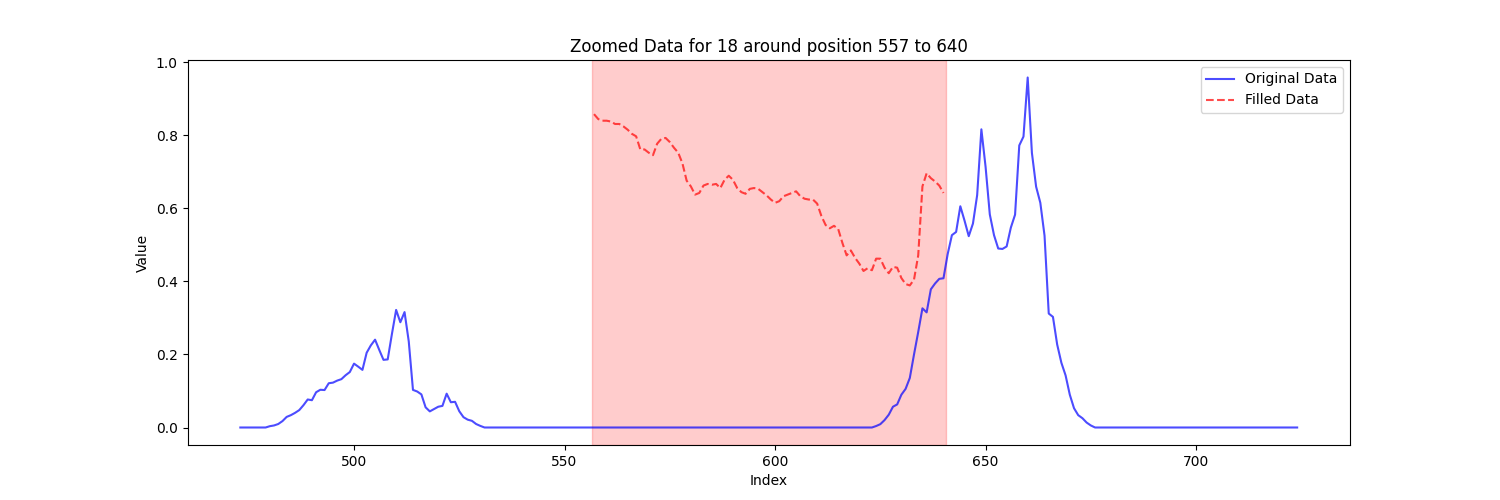 Zoomed Data for 18 around position 557 to 640
1.0
0.8
0.6
0.4
0.2
0.0
Value
Original Data
Filled Data
500
550
600
650
700
Index